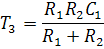 T₃ = R₁R₂C₁ / R₁ + R₂